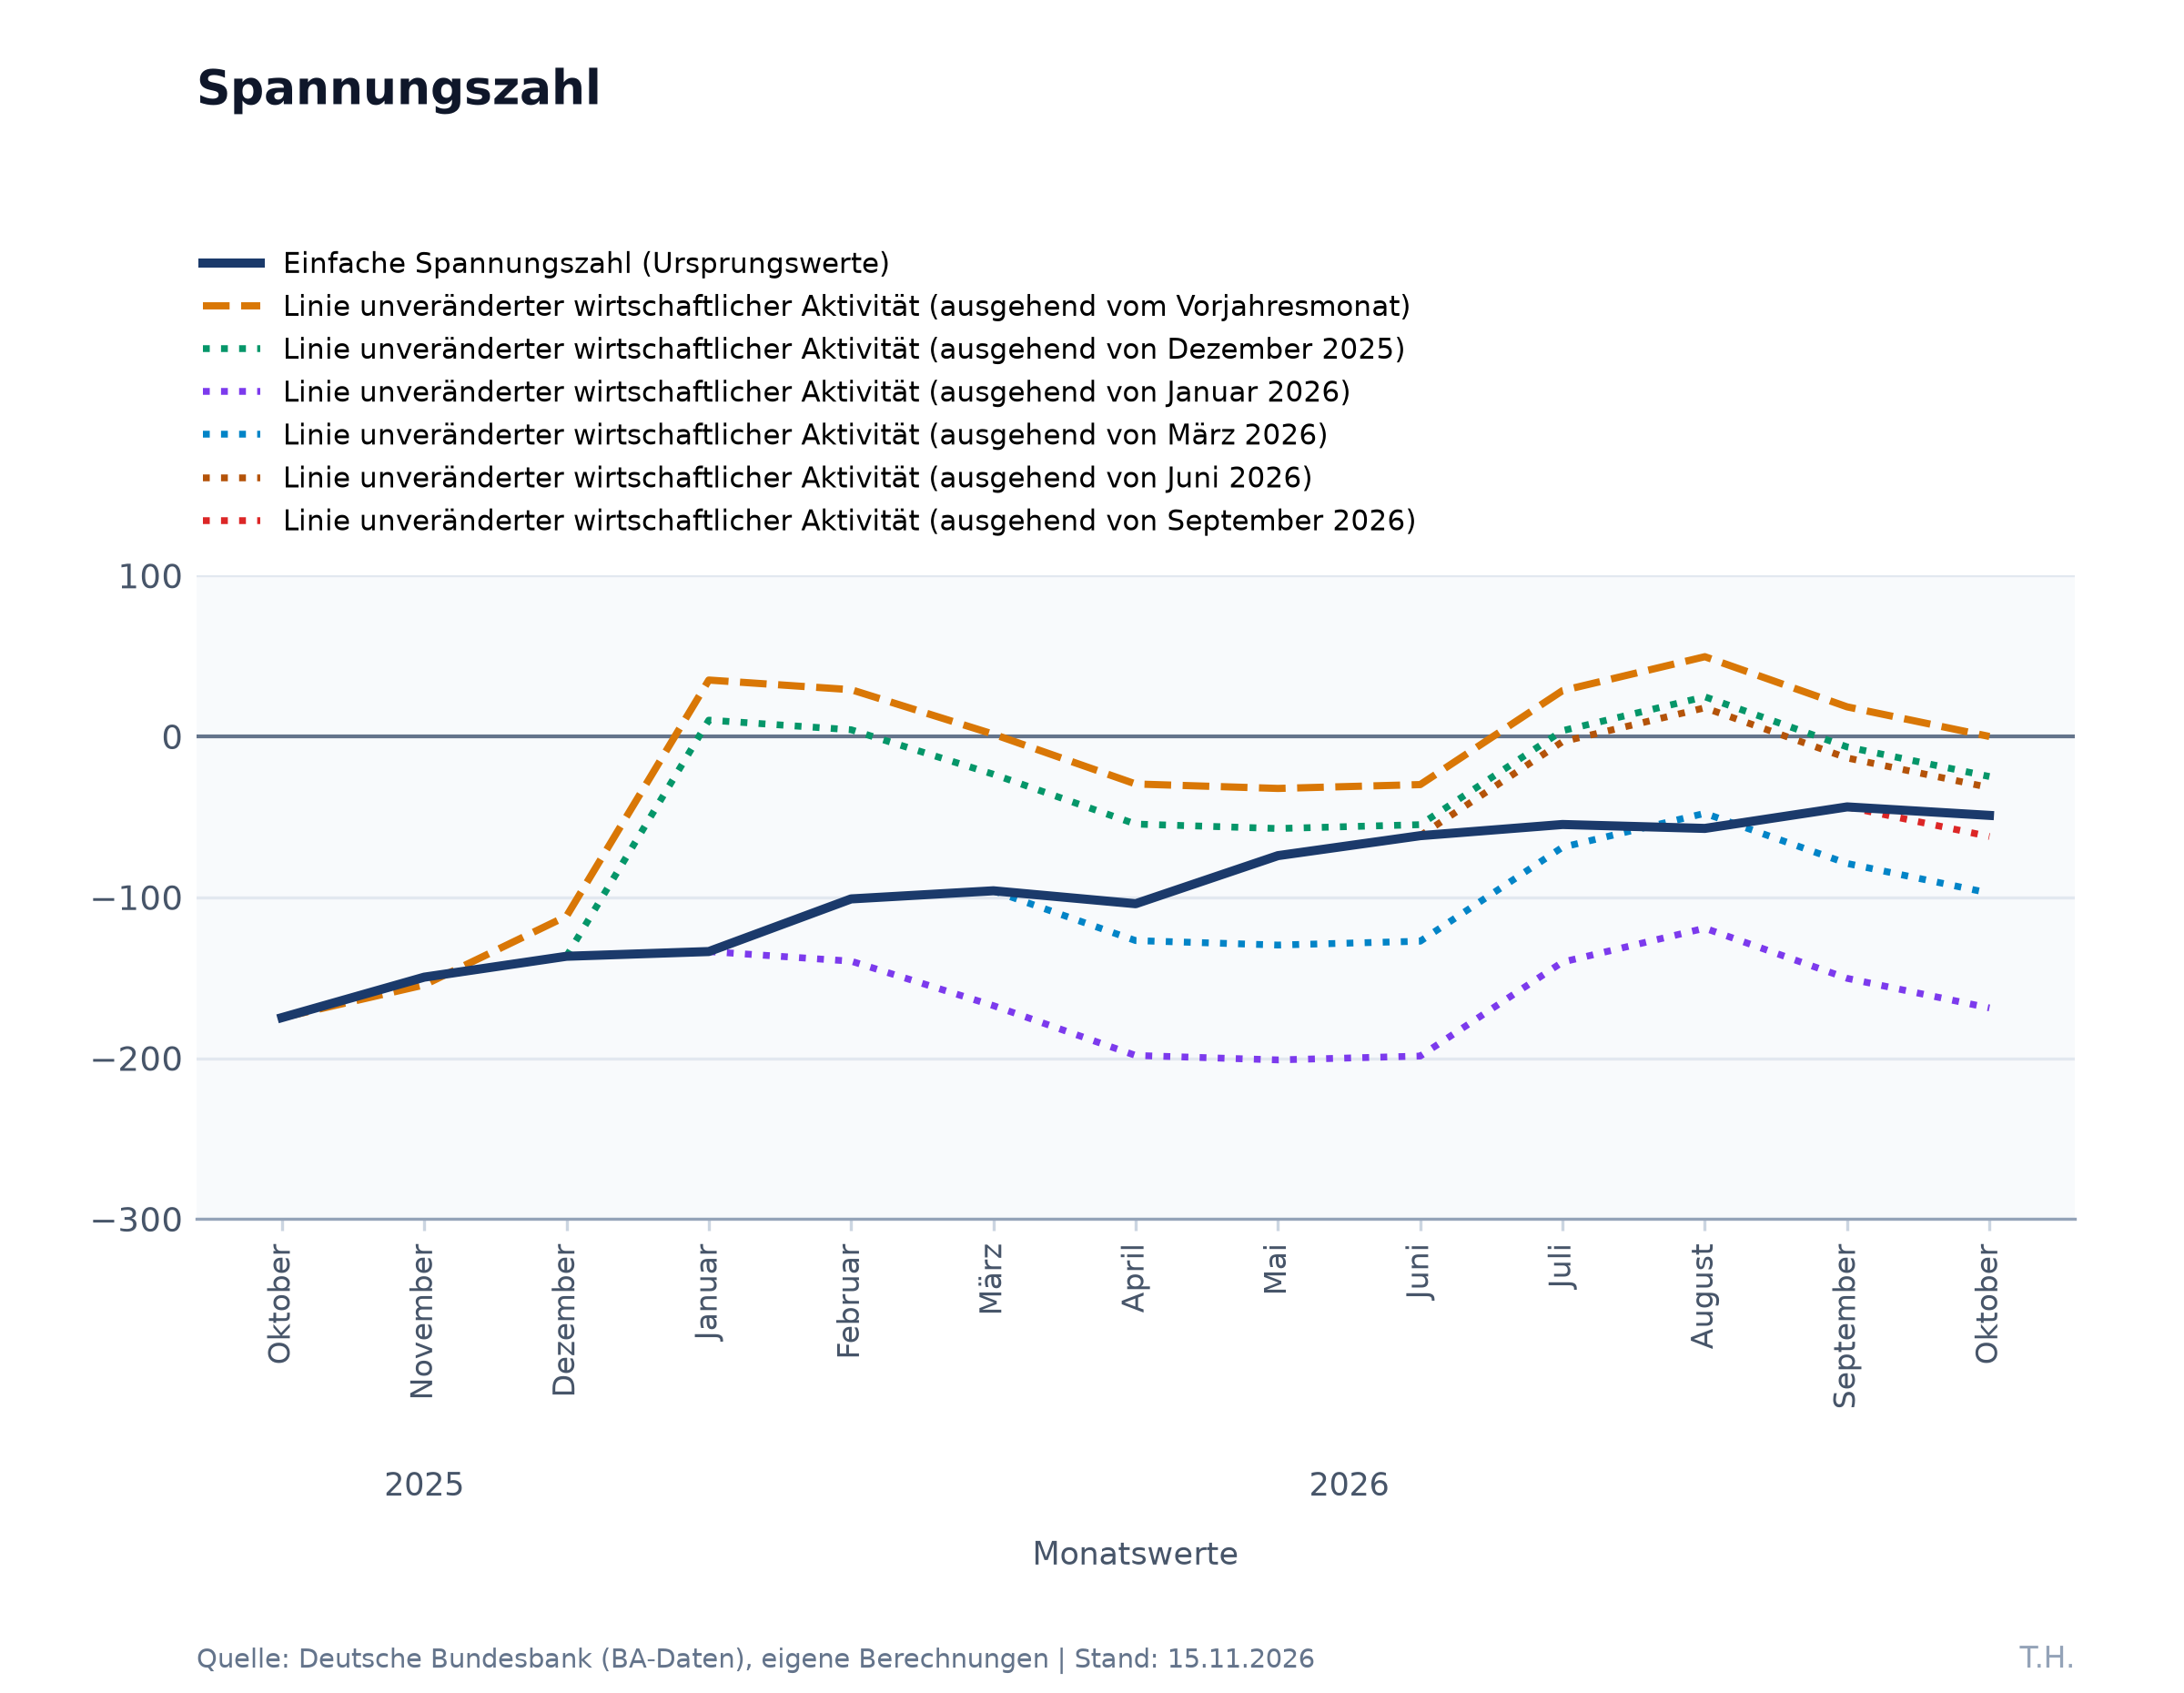 Spannungszahl
Einfache Spannungszahl (Ursprungswerte)
Linie unveränderter wirtschaftlicher Aktivität (ausgehend vom Vorjahresmonat)
Linie unveränderter wirtschaftlicher Aktivität (ausgehend von Dezember 2025)
Linie unveränderter wirtschaftlicher Aktivität (ausgehend von Januar 2026)
Linie unveränderter wirtschaftlicher Aktivität (ausgehend von März 2026)
Linie unveränderter wirtschaftlicher Aktivität (ausgehend von Juni 2026)
Linie unveränderter wirtschaftlicher Aktivität (ausgehend von September 2026)
100
0
−100
−200
−300
Oktober
November
Dezember
Januar
Februar
März
April
Mai
Juni
Juli
August
September
Oktober
2025
2026
Monatswerte
Quelle: Deutsche Bundesbank (BA-Daten), eigene Berechnungen | Stand: 15.11.2026
T.H.